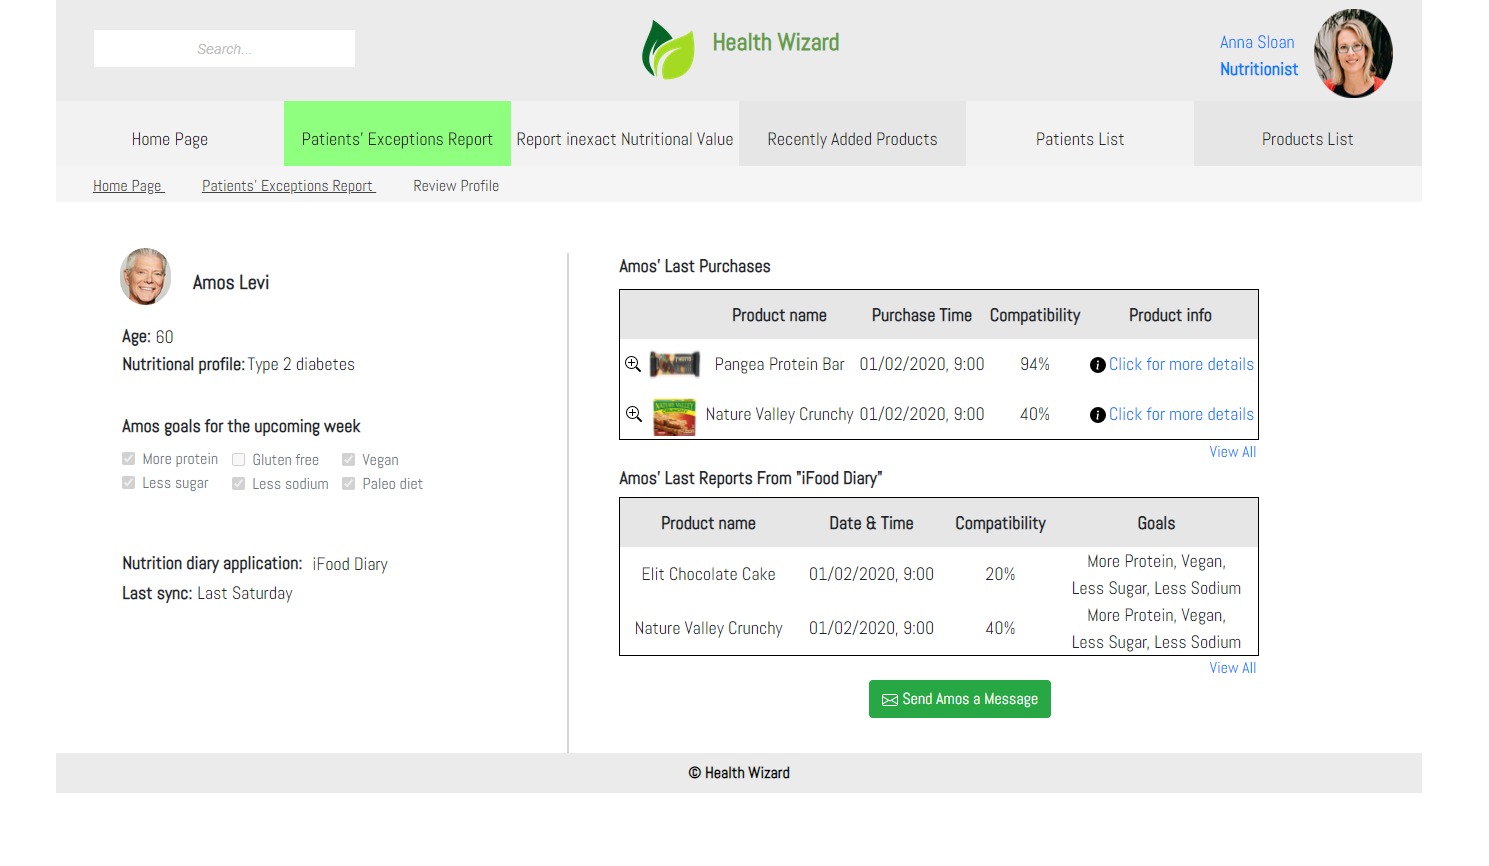 Search...
Health Wizard
Anna Sloan
Nutritionist
Home Page
Patients' Exceptions Report
Report inexact Nutritional Value
Recently Added Products
Patients List
Products List
Home Page
Patients' Exceptions Report
Review Profile
Amos Levi
Age: 60
Nutritional profile: Type 2 diabetes
Amos goals for the upcoming week
More protein Gluten free Vegan
Less sugar Less sodium Paleo diet
Nutrition diary application: iFood Diary
Last sync: Last Saturday
Amos' Last Purchases
Product name Purchase Time Compatibility Product info
Pangea Protein Bar 01/02/2020, 9:00 94% Click for more details
Nature Valley Crunchy 01/02/2020, 9:00 40% Click for more details
View All
Amos' Last Reports From "iFood Diary"
Product name Date & Time Compatibility Goals
Elit Chocolate Cake 01/02/2020, 9:00 20% More Protein, Vegan,
Less Sugar, Less Sodium
Nature Valley Crunchy 01/02/2020, 9:00 40% More Protein, Vegan,
Less Sugar, Less Sodium
View All
Send Amos a Message
© Health Wizard